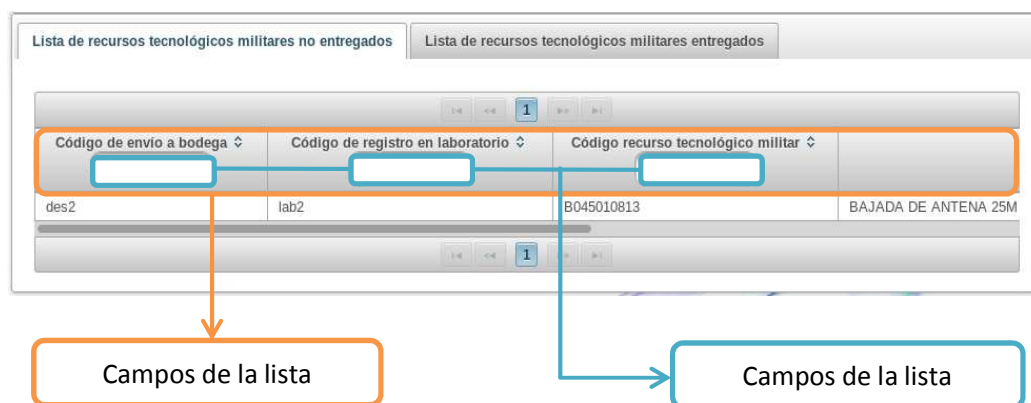 Lista de recursos tecnológicos militares no entregados
Lista de recursos tecnológicos militares entregados
1
Código de envío a bodega
Código de registro en laboratorio
Código recurso tecnológico militar
des2
lab2
B045010813
BAJADA DE ANTENA 25M
1
Campos de la lista
Campos de la lista